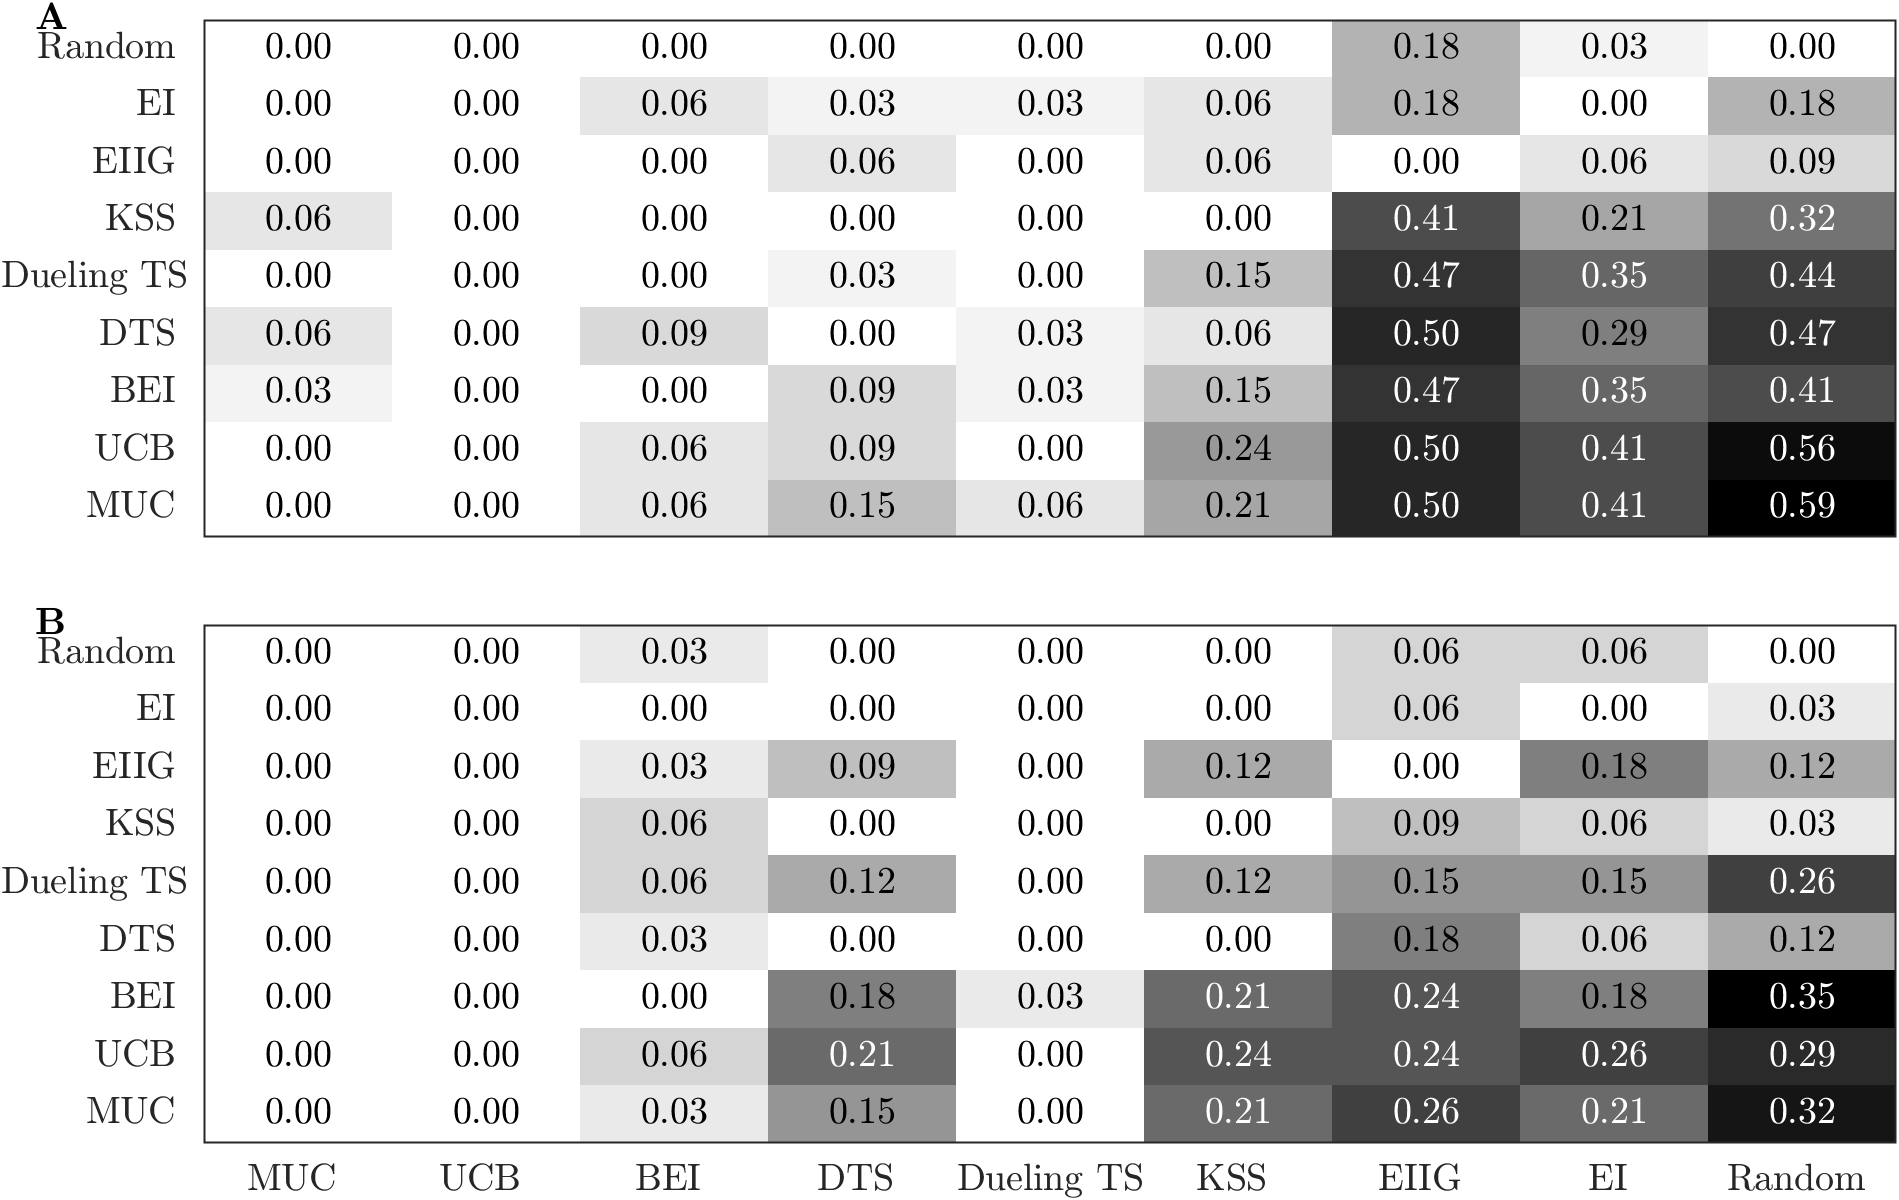 A
Random 0.00 0.00 0.00 0.00 0.00 0.00 0.18 0.03 0.00
EI 0.00 0.00 0.06 0.03 0.03 0.06 0.18 0.00 0.18
EIIG 0.00 0.00 0.00 0.06 0.00 0.06 0.00 0.06 0.09
KSS 0.06 0.00 0.00 0.00 0.00 0.00 0.41 0.21 0.32
Dueling TS 0.00 0.00 0.00 0.03 0.00 0.15 0.47 0.35 0.44
DTS 0.06 0.00 0.09 0.00 0.03 0.06 0.50 0.29 0.47
BEI 0.03 0.00 0.00 0.09 0.03 0.15 0.47 0.35 0.41
UCB 0.00 0.00 0.06 0.09 0.00 0.24 0.50 0.41 0.56
MUC 0.00 0.00 0.06 0.15 0.06 0.21 0.50 0.41 0.59
B
Random 0.00 0.00 0.03 0.00 0.00 0.00 0.06 0.06 0.00
EI 0.00 0.00 0.00 0.00 0.00 0.00 0.06 0.00 0.03
EIIG 0.00 0.00 0.03 0.09 0.00 0.12 0.00 0.18 0.12
KSS 0.00 0.00 0.06 0.00 0.00 0.00 0.09 0.06 0.03
Dueling TS 0.00 0.00 0.06 0.12 0.00 0.12 0.15 0.15 0.26
DTS 0.00 0.00 0.03 0.00 0.00 0.00 0.18 0.06 0.12
BEI 0.00 0.00 0.00 0.18 0.03 0.21 0.24 0.18 0.35
UCB 0.00 0.00 0.06 0.21 0.00 0.24 0.24 0.26 0.29
MUC 0.00 0.00 0.03 0.15 0.00 0.21 0.26 0.21 0.32
MUC UCB BEI DTS Dueling TS KSS EIIG EI Random